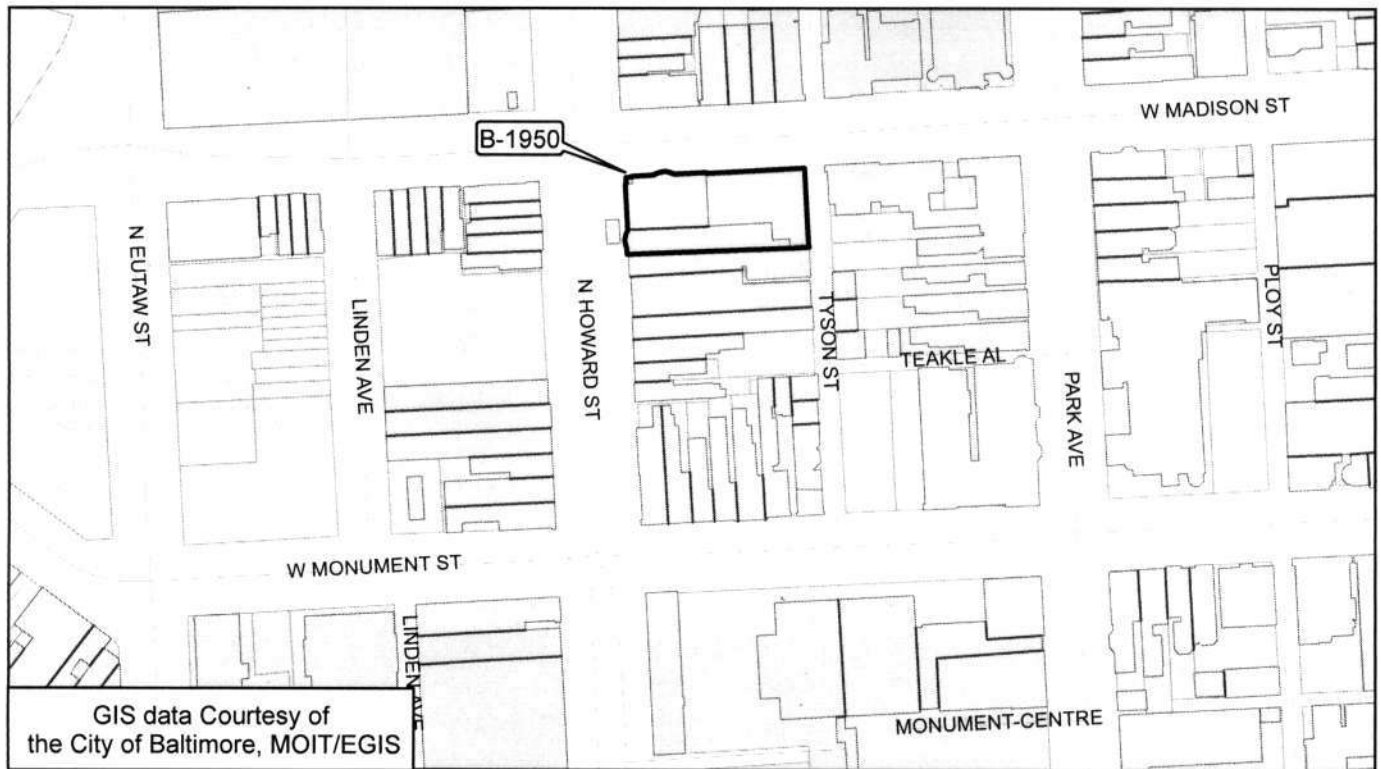 W MADISON ST
B-1950
N EUTAW ST
LINDEN AVE
N HOWARD ST
TYSON ST
TEAKLE AL
PARK AVE
PLOY ST
W MONUMENT ST
LINDEN AVE
MONUMENT-CENTRE
GIS data Courtesy of
the City of Baltimore, MOIT/EGIS